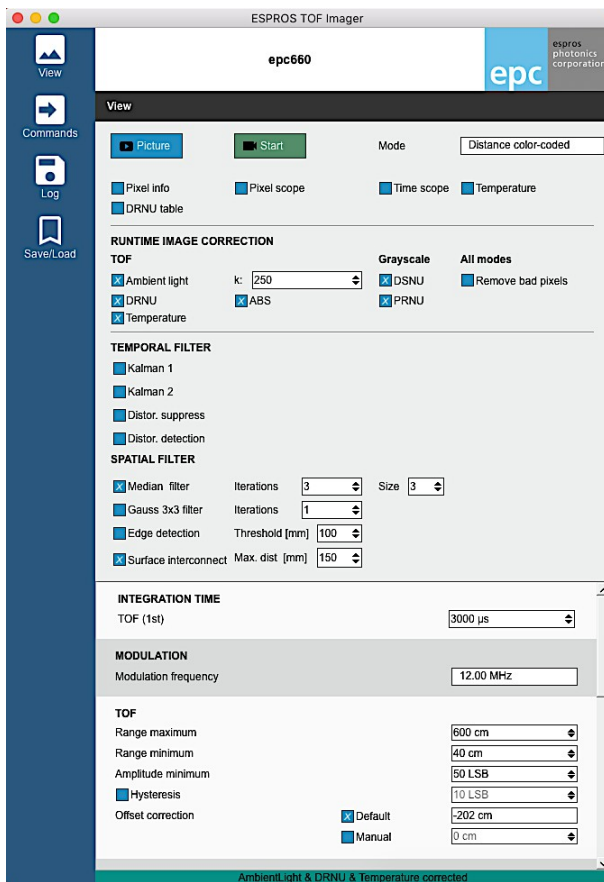 ESPROS TOF Imager
epc660
epc
espros
photonics
corporation
View
Commands
Log
Save/Load
View
Picture
Start
Mode
Distance color-coded
Pixel info
Pixel scope
Time scope
Temperature
DRNU table
RUNTIME IMAGE CORRECTION
TOF
Grayscale
All modes
Ambient light
k:
250
DSNU
Remove bad pixels
DRNU
ABS
PRNU
Temperature
TEMPORAL FILTER
Kalman 1
Kalman 2
Distor. suppress
Distor. detection
SPATIAL FILTER
Median filter
Iterations
3
Size
3
Gauss 3x3 filter
Iterations
1
Edge detection
Threshold [mm]
100
Surface interconnect
Max. dist [mm]
150
INTEGRATION TIME
TOF (1st)
3000 µs
MODULATION
Modulation frequency
12.00 MHz
TOF
Range maximum
600 cm
Range minimum
40 cm
Amplitude minimum
50 LSB
Hysteresis
10 LSB
Offset correction
Default
-202 cm
Manual
0 cm
AmbientLight & DRNU & Temperature corrected